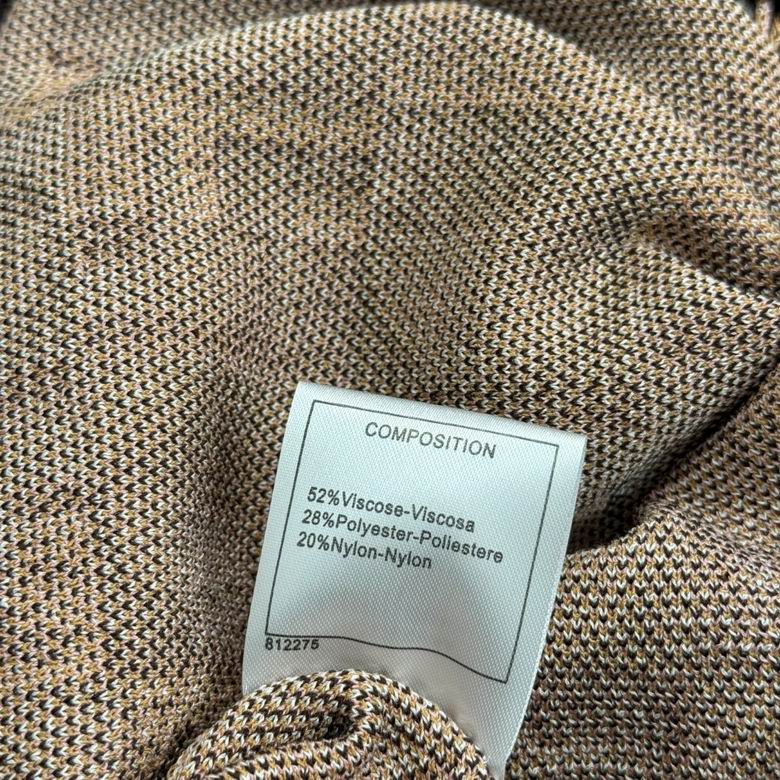 COMPOSITION
52%Viscose-Viscosa
28%Polyester-Poliestere
20%Nylon-Nylon
812275